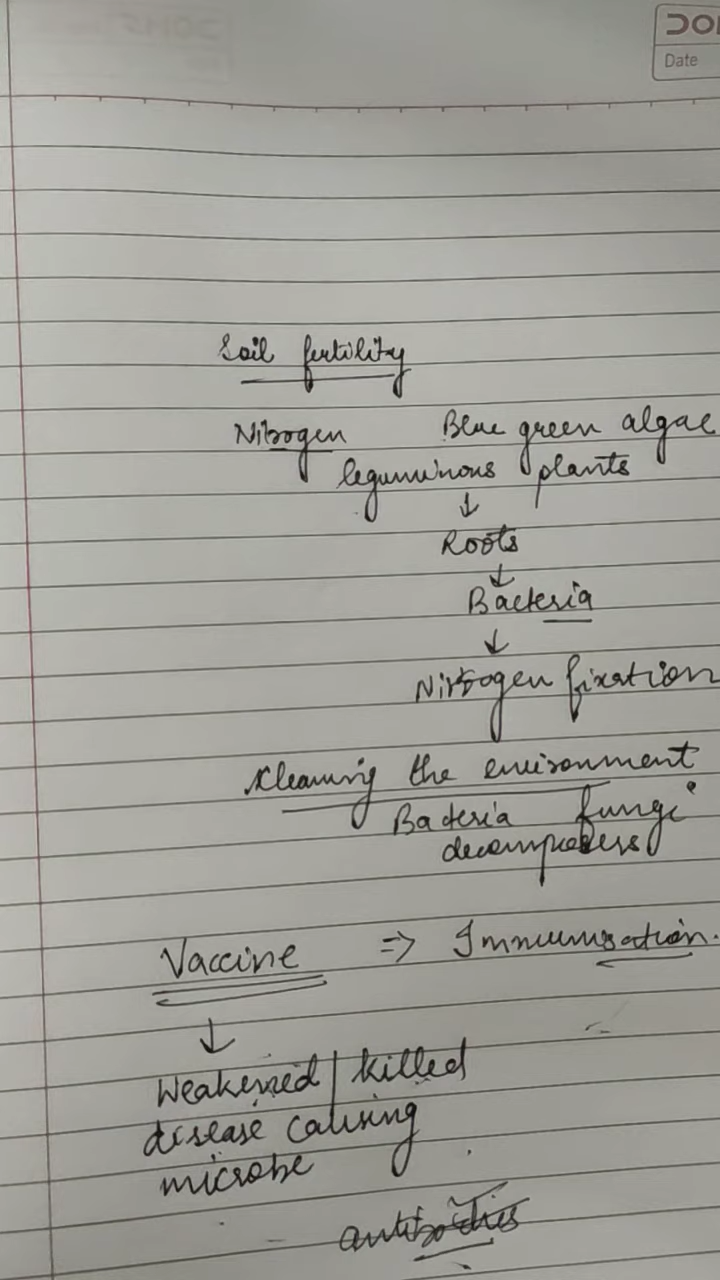 Date
Soil fertility
Nitrogen Blue green algae
leguminous plants
↓
Roots
↓
Bacteria
↓
Nitrogen fixation
Cleaning the environment
Bacteria fungi
decomposers
Vaccine ⇒ Immunisation.
↓
Weakened / killed
disease causing
microbe
antibodies